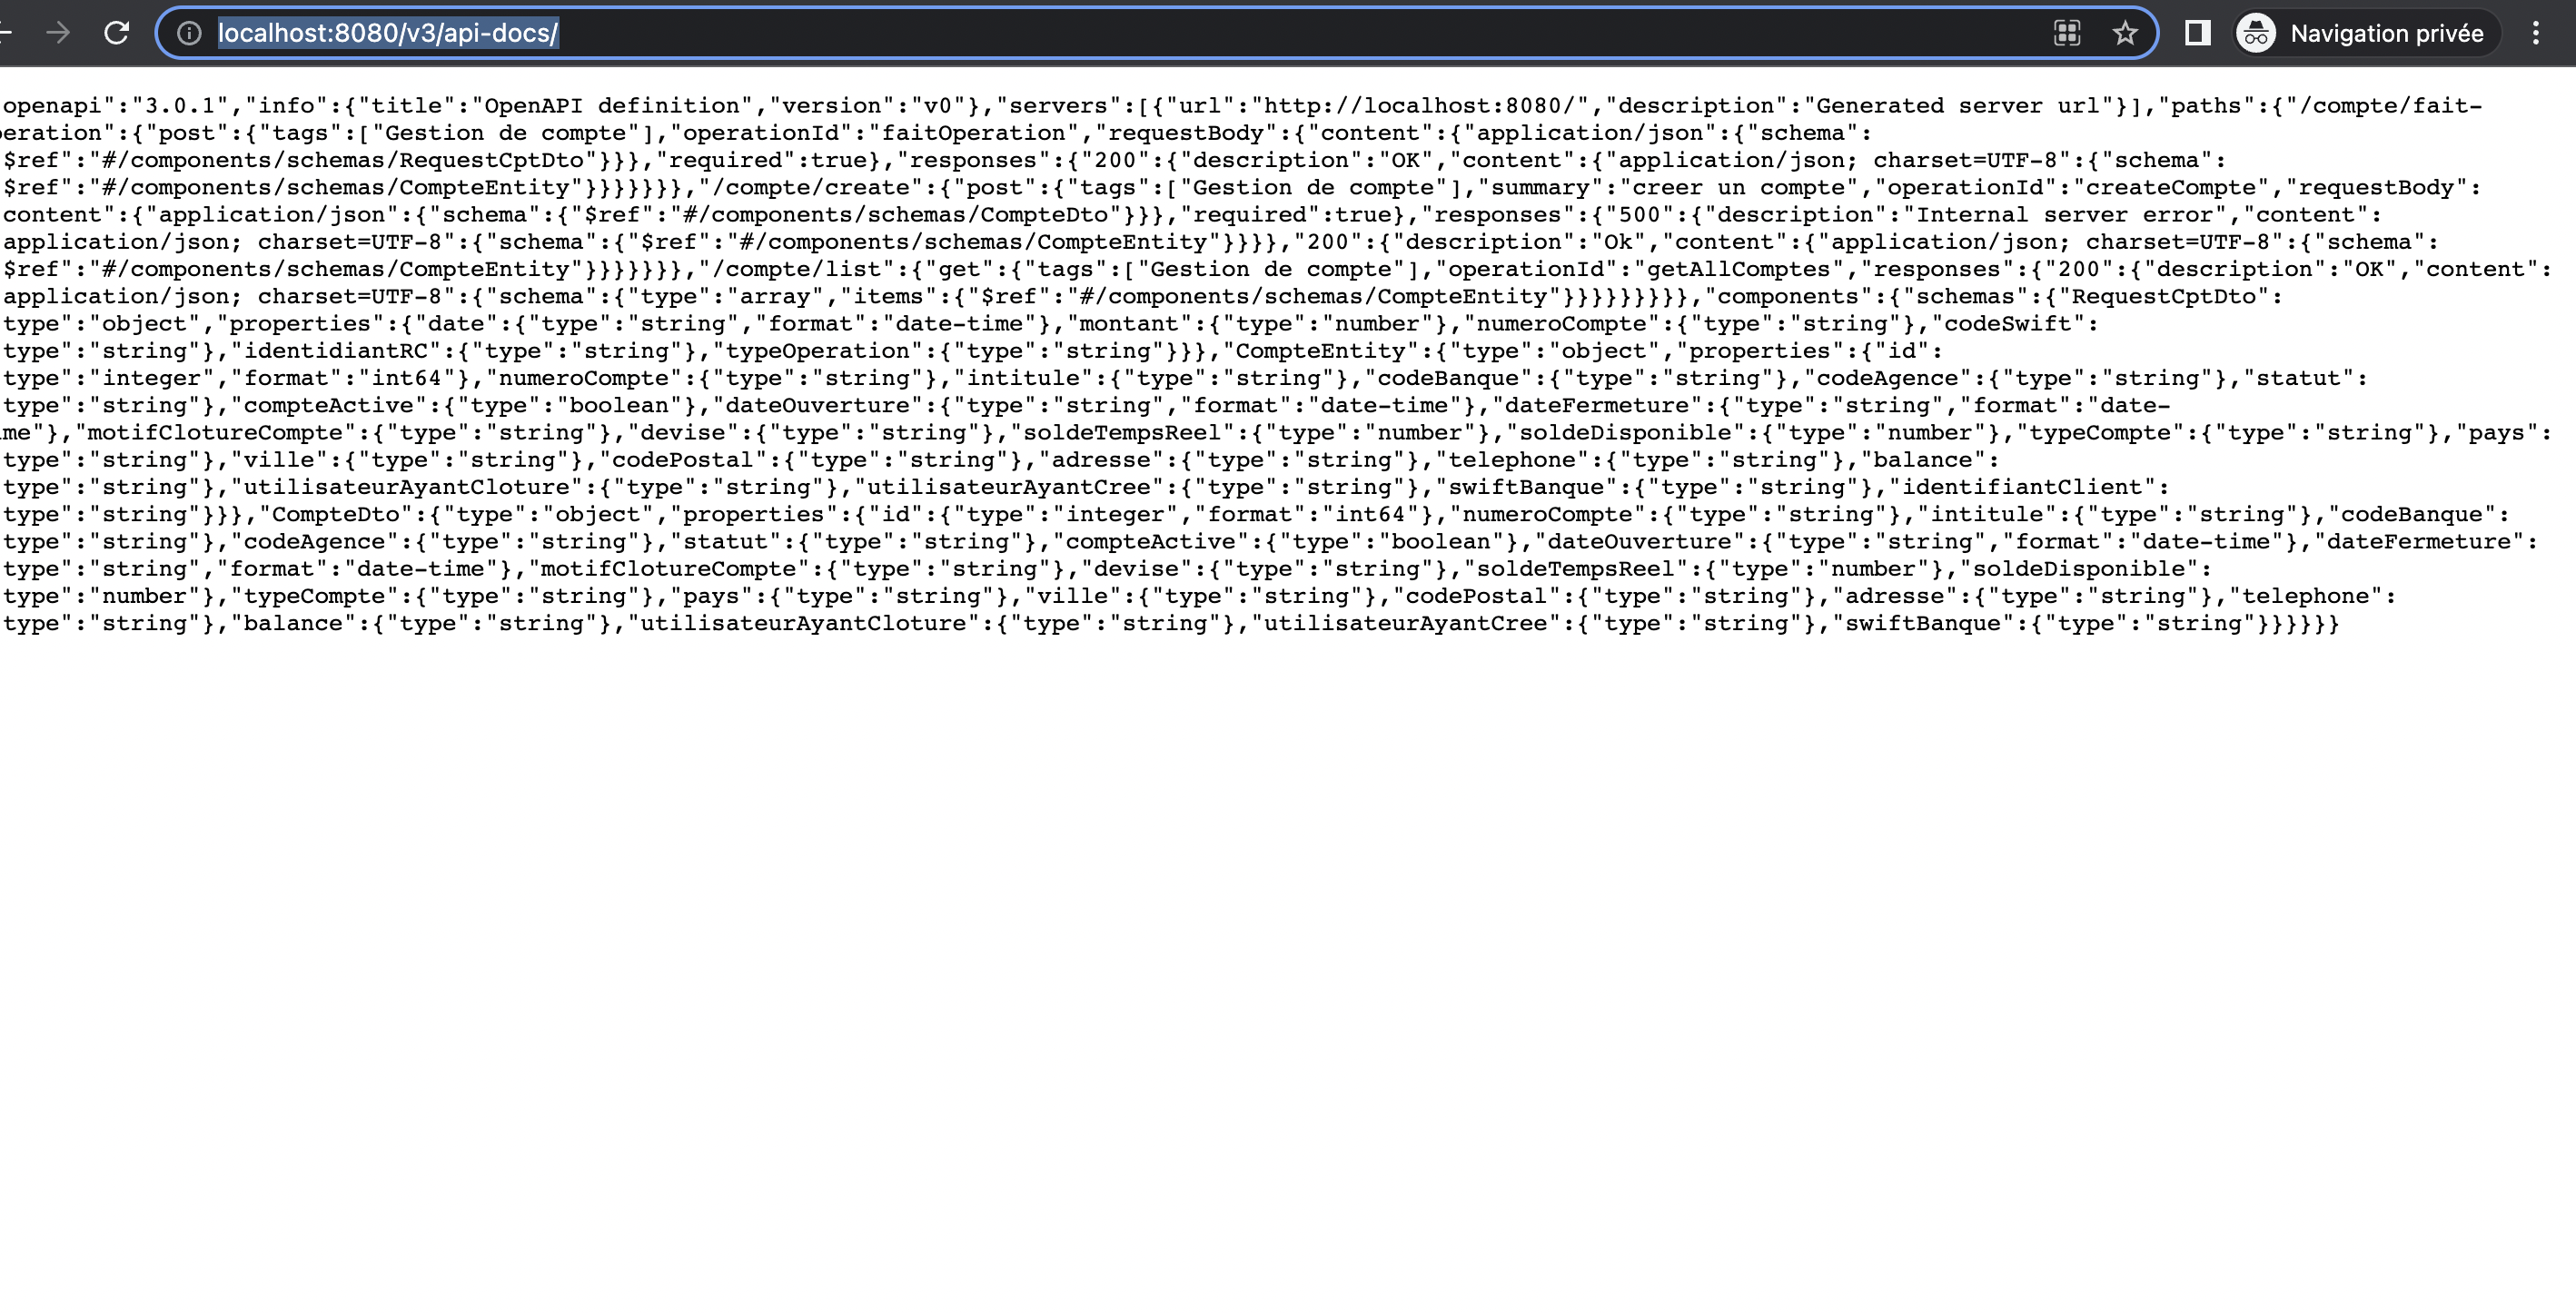 localhost:8080/v3/api-docs/
Navigation privée
openapi":"3.0.1","info":{"title":"OpenAPI definition","version":"v0"},"servers":[{"url":"http://localhost:8080/","description":"Generated server url"}],"paths":{"/compte/fait-
peration":{"post":{"tags":["Gestion de compte"],"operationId":"faitOperation","requestBody":{"content":{"application/json":{"schema":
$ref":"#/components/schemas/RequestCptDto"}}},"required":true},"responses":{"200":{"description":"OK","content":{"application/json; charset=UTF-8":{"schema":
$ref":"#/components/schemas/CompteEntity"}}}}}}},"/compte/create":{"post":{"tags":["Gestion de compte"],"summary":"creer un compte","operationId":"createCompte","requestBody":
content":{"application/json":{"schema":{"$ref":"#/components/schemas/CompteDto"}}},"required":true},"responses":{"500":{"description":"Internal server error","content":
application/json; charset=UTF-8":{"schema":{"$ref":"#/components/schemas/CompteEntity"}}}},"200":{"description":"Ok","content":{"application/json; charset=UTF-8":{"schema":
$ref":"#/components/schemas/CompteEntity"}}}}}}},"/compte/list":{"get":{"tags":["Gestion de compte"],"operationId":"getAllComptes","responses":{"200":{"description":"OK","content":
application/json; charset=UTF-8":{"schema":{"type":"array","items":{"$ref":"#/components/schemas/CompteEntity"}}}}}}}}},"components":{"schemas":{"RequestCptDto":
type":"object","properties":{"date":{"type":"string","format":"date-time"},"montant":{"type":"number"},"numeroCompte":{"type":"string"},"codeSwift":
type":"string"},"identidiantRC":{"type":"string"},"typeOperation":{"type":"string"}}},"CompteEntity":{"type":"object","properties":{"id":
type":"integer","format":"int64"},"numeroCompte":{"type":"string"},"intitule":{"type":"string"},"codeBanque":{"type":"string"},"codeAgence":{"type":"string"},"statut":
type":"string"},"compteActive":{"type":"boolean"},"dateOuverture":{"type":"string","format":"date-time"},"dateFermeture":{"type":"string","format":"date-
me"},"motifClotureCompte":{"type":"string"},"devise":{"type":"string"},"soldeTempsReel":{"type":"number"},"soldeDisponible":{"type":"number"},"typeCompte":{"type":"string"},"pays":
type":"string"},"ville":{"type":"string"},"codePostal":{"type":"string"},"adresse":{"type":"string"},"telephone":{"type":"string"},"balance":
type":"string"},"utilisateurAyantCloture":{"type":"string"},"utilisateurAyantCree":{"type":"string"},"swiftBanque":{"type":"string"},"identifiantClient":
type":"string"}}},"CompteDto":{"type":"object","properties":{"id":{"type":"integer","format":"int64"},"numeroCompte":{"type":"string"},"intitule":{"type":"string"},"codeBanque":
type":"string"},"codeAgence":{"type":"string"},"statut":{"type":"string"},"compteActive":{"type":"boolean"},"dateOuverture":{"type":"string","format":"date-time"},"dateFermeture":
type":"string","format":"date-time"},"motifClotureCompte":{"type":"string"},"devise":{"type":"string"},"soldeTempsReel":{"type":"number"},"soldeDisponible":
type":"number"},"typeCompte":{"type":"string"},"pays":{"type":"string"},"ville":{"type":"string"},"codePostal":{"type":"string"},"adresse":{"type":"string"},"telephone":
type":"string"},"balance":{"type":"string"},"utilisateurAyantCloture":{"type":"string"},"utilisateurAyantCree":{"type":"string"},"swiftBanque":{"type":"string"}}}}}}